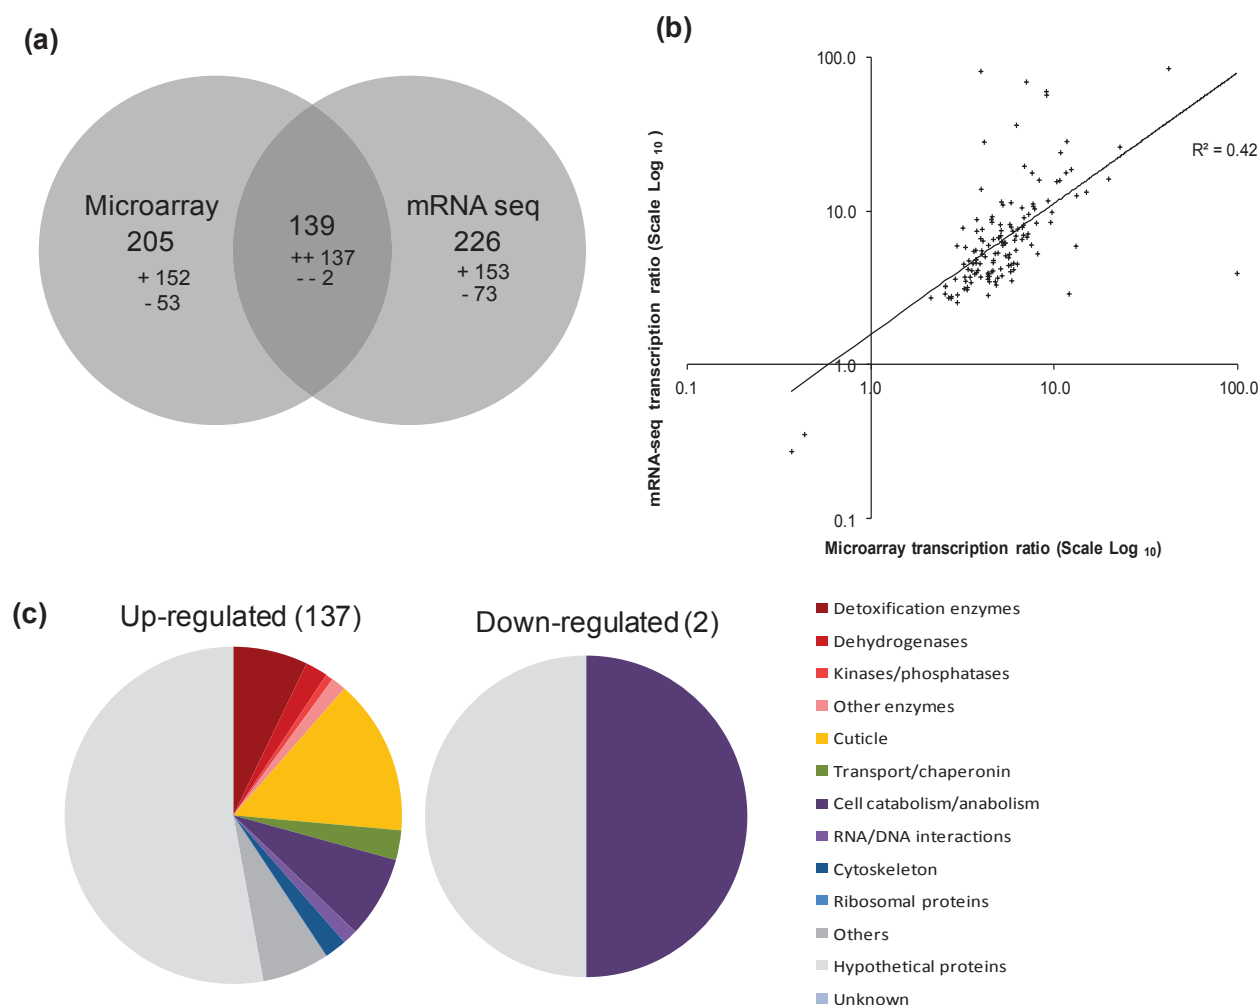 (a)
Microarray
205
+ 152
- 53
139
++ 137
- - 2
mRNA seq
226
+ 153
- 73
(b)
mRNA-seq transcription ratio (Scale Log 10 )
100.0
10.0
1.0
0.1
0.1
1.0
10.0
100.0
R² = 0.42
Microarray transcription ratio (Scale Log 10)
(c)
Up-regulated (137)
Down-regulated (2)
Detoxification enzymes
Dehydrogenases
Kinases/phosphatases
Other enzymes
Cuticle
Transport/chaperonin
Cell catabolism/anabolism
RNA/DNA interactions
Cytoskeleton
Ribosomal proteins
Others
Hypothetical proteins
Unknown